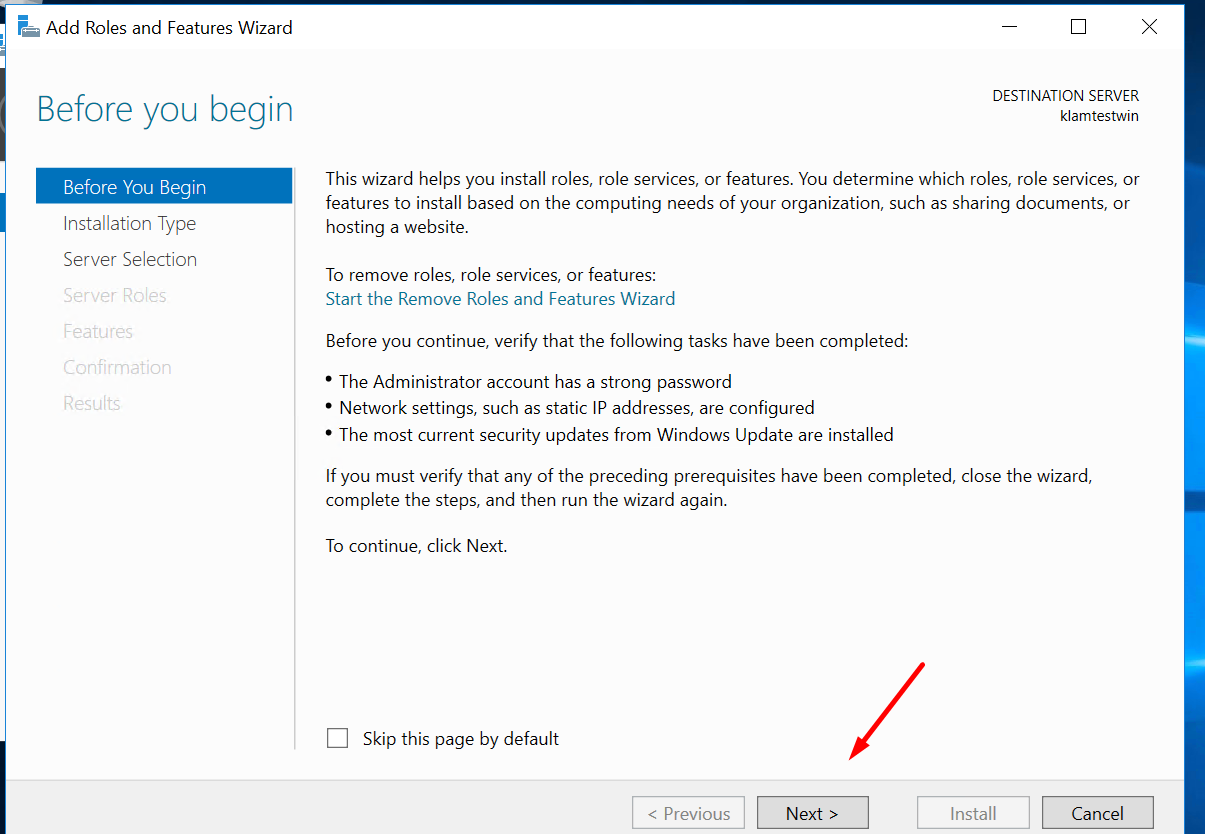 Add Roles and Features Wizard
Before you begin
DESTINATION SERVER
klamtestwin
Before You Begin
Installation Type
Server Selection
Server Roles
Features
Confirmation
Results
This wizard helps you install roles, role services, or features. You determine which roles, role services, or
features to install based on the computing needs of your organization, such as sharing documents, or
hosting a website.
To remove roles, role services, or features:
Start the Remove Roles and Features Wizard
Before you continue, verify that the following tasks have been completed:
• The Administrator account has a strong password
• Network settings, such as static IP addresses, are configured
• The most current security updates from Windows Update are installed
If you must verify that any of the preceding prerequisites have been completed, close the wizard,
complete the steps, and then run the wizard again.
To continue, click Next.
Skip this page by default
< Previous
Next >
Install
Cancel